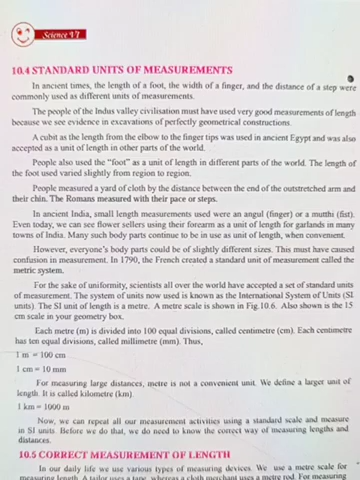 Science
10.4 STANDARD UNITS OF MEASUREMENTS
In ancient times, the length of a foot, the width of a finger, and the distance of a step were
commonly used as different units of measurements.
The people of the Indus valley civilisation must have used very good measurements of length
because we see evidence in excavations of perfectly geometrical constructions.
A cubit as the length from the elbow to the finger tips was used in ancient Egypt and was also
accepted as a unit of length in other parts of the world.
People also used the "foot" as a unit of length in different parts of the world. The length of
the foot used varied slightly from region to region.
People measured a yard of cloth by the distance between the end of the outstretched arm and
their chin. The Romans measured with their pace or steps.
In ancient India, small length measurements used were an angul (finger) or a mutthi (fist).
Even today, we can see flower sellers using their forearm as a unit of length for garlands in many
towns of India. Many such body parts continue to be in use as unit of length, when convenient.
However, everyone's body parts could be of slightly different sizes. This must have caused
confusion in measurement. In 1790, the French created a standard unit of measurement called the
metric system.
For the sake of uniformity, scientists all over the world have accepted a set of standard units
of measurement. The system of units now used is known as the International System of Units (SI
units). The SI unit of length is a metre. A metre scale is shown in Fig.10.6. Also shown is the 15
cm scale in your geometry box.
Each metre (m) is divided into 100 equal divisions, called centimetre (cm). Each centimetre
has ten equal divisions, called millimetre (mm). Thus,
1 m = 100 cm
1 cm = 10 mm
For measuring large distances, metre is not a convenient unit. We define a larger unit of
length. It is called kilometre (km).
1 km = 1000 m
Now, we can repeat all our measurement activities using a standard scale and measure
in SI units. Before we do that, we do need to know the correct way of measuring lengths and
distances.
10.5 CORRECT MEASUREMENT OF LENGTH
In our daily life we use various types of measuring devices. We use a metre scale for
measuring length. A tailor uses a tape, whereas a cloth merchant uses a metre rod. For measuring